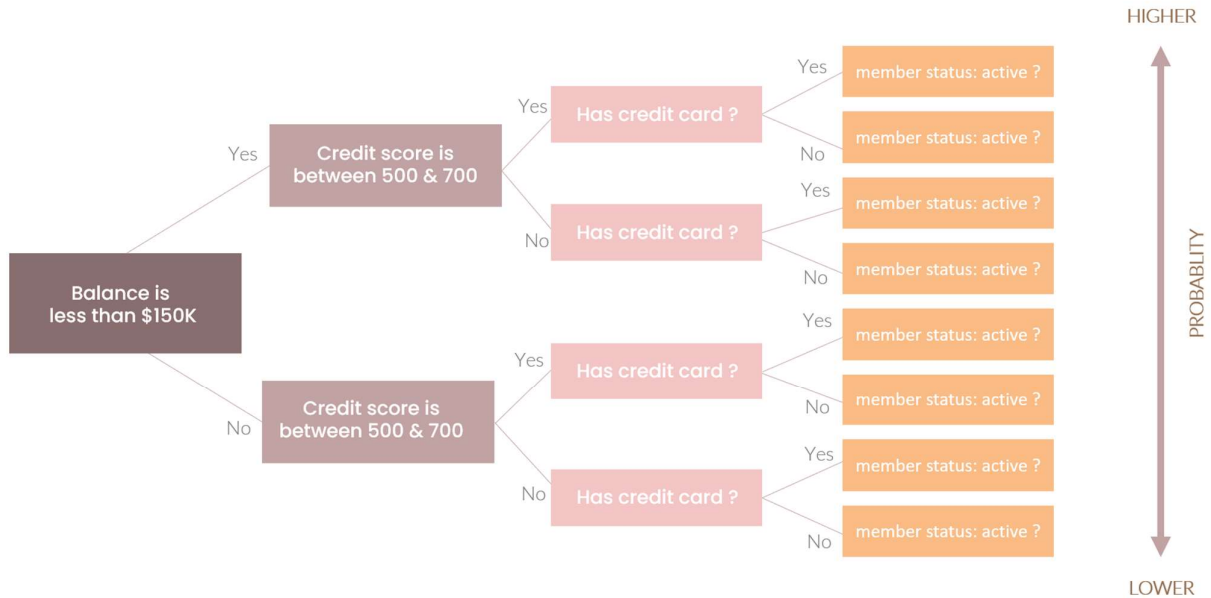 HIGHER
Yes
member status: active ?
Yes
Has credit card ?
No
member status: active ?
Yes
Credit score is
between 500 & 700
Yes
member status: active ?
No
Has credit card ?
No
member status: active ?
Balance is
less than $150K
PROBABLITY
Yes
member status: active ?
Yes
Has credit card ?
No
member status: active ?
No
Credit score is
between 500 & 700
Yes
member status: active ?
No
Has credit card ?
No
member status: active ?
LOWER